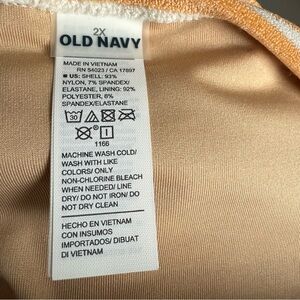 2X
OLD NAVY
MADE IN VIETNAM
RN 54023 / CA 17897
■ US: SHELL: 93%
NYLON, 7% SPANDEX/
ELASTANE, LINING: 92%
POLYESTER, 8%
SPANDEX/ELASTANE
30
1166
MACHINE WASH COLD/
WASH WITH LIKE
COLORS/ ONLY
NON-CHLORINE BLEACH
WHEN NEEDED/ LINE
DRY/ DO NOT IRON/ DO
NOT DRY CLEAN
HECHO EN VIETNAM
CON INSUMOS
IMPORTADOS/ DIBUAT
DI VIETNAM